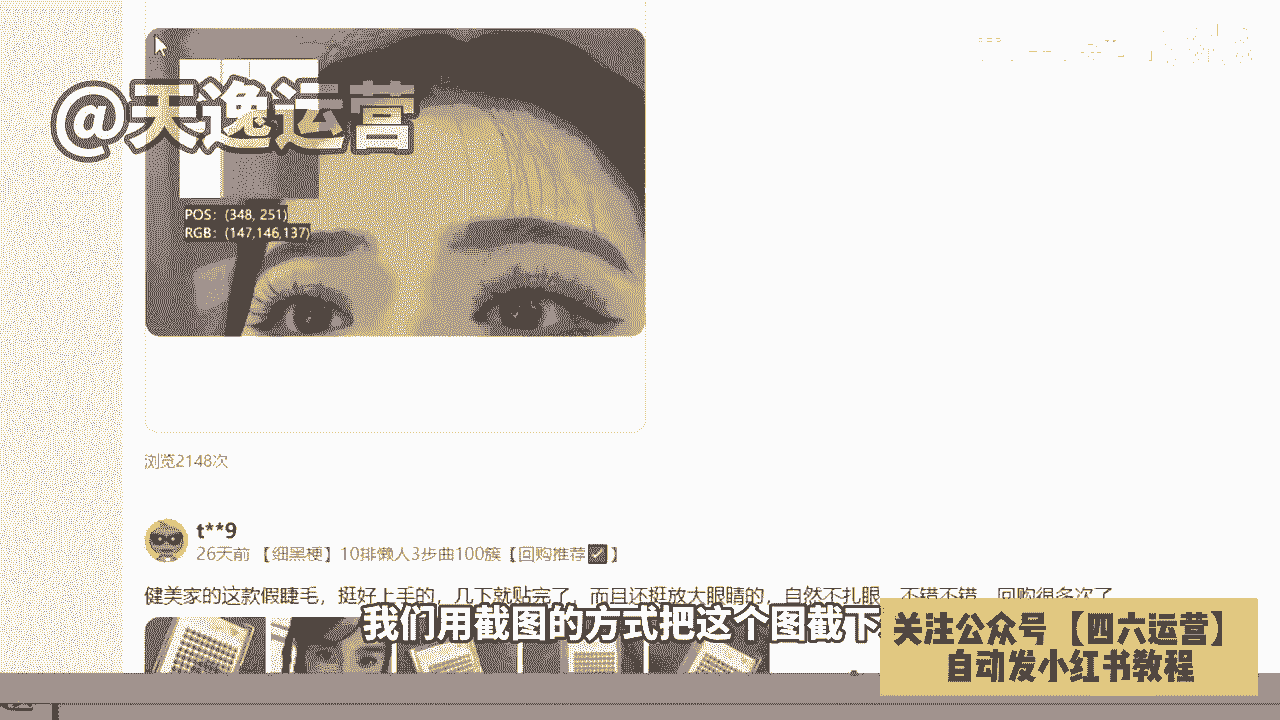 @天逸运营
POS: (348, 251)
RGB: (147,146,137)
浏览2148次
t**9
26天前 【细黑梗】10排懒人3步曲100簇【回购推荐✅】
健美家的这款假睫毛，挺好上手的，几下就贴完了，而且还挺放大眼睛的，自然不扎眼，不错不错，回购很多次了
我们用截图的方式把这个图截下
关注公众号【四六运营】
自动发小红书教程